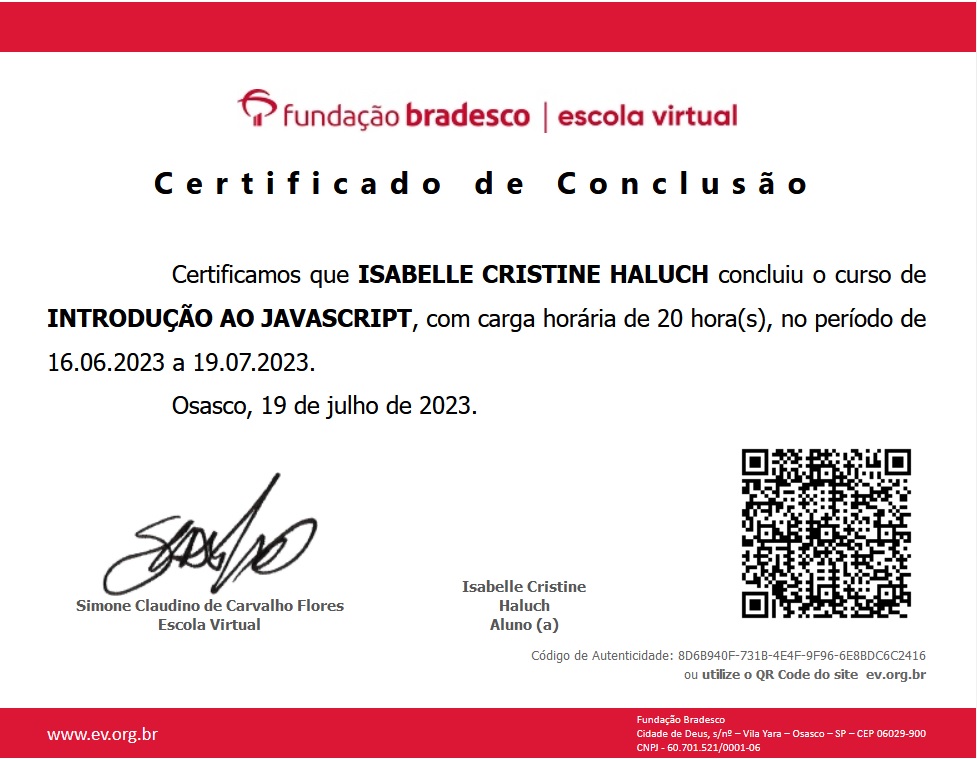 fundação bradesco | escola virtual
Certificado de Conclusão
Certificamos que ISABELLE CRISTINE HALUCH concluiu o curso de
INTRODUÇÃO AO JAVASCRIPT, com carga horária de 20 hora(s), no período de
16.06.2023 a 19.07.2023.
Osasco, 19 de julho de 2023.
Simone Claudino de Carvalho Flores
Escola Virtual
Isabelle Cristine
Haluch
Aluno (a)
Código de Autenticidade: 8D6B940F-731B-4E4F-9F96-6E8BDC6C2416
ou utilize o QR Code do site ev.org.br
www.ev.org.br
Fundação Bradesco
Cidade de Deus, s/nº – Vila Yara – Osasco – SP – CEP 06029-900
CNPJ - 60.701.521/0001-06